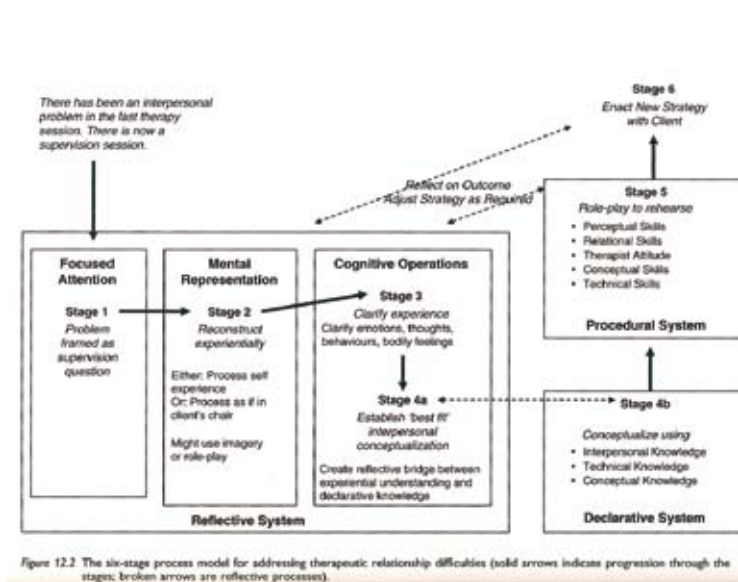 There has been an interpersonal
problem in the last therapy
session. There is now a
supervision session.
Stage 6
Enact New Strategy
with Client
Reflect on Outcome
Adjust Strategy as Required
Focused
Attention
Stage 1
Problem
framed as
supervision
question
Mental
Representation
Stage 2
Reconstruct
experientially
Either: Process self
experience
Or: Process as if in
client's chair
Might use imagery
or role-play
Cognitive Operations
Stage 3
Clarify experience
Clarify emotions, thoughts,
behaviours, bodily feelings
Stage 4a
Establish 'best fit'
interpersonal
conceptualization
Create reflective bridge between
experiential understanding and
declarative knowledge
Reflective System
Stage 5
Role-play to rehearse
• Perceptual Skills
• Relational Skills
• Therapist Attitude
• Conceptual Skills
• Technical Skills
Procedural System
Stage 4b
Conceptualize using
• Interpersonal Knowledge
• Technical Knowledge
• Conceptual Knowledge
Declarative System
Figure 12.2 The six-stage process model for addressing therapeutic relationship difficulties (solid arrows indicate progression through the
stages; broken arrows are reflective processes).